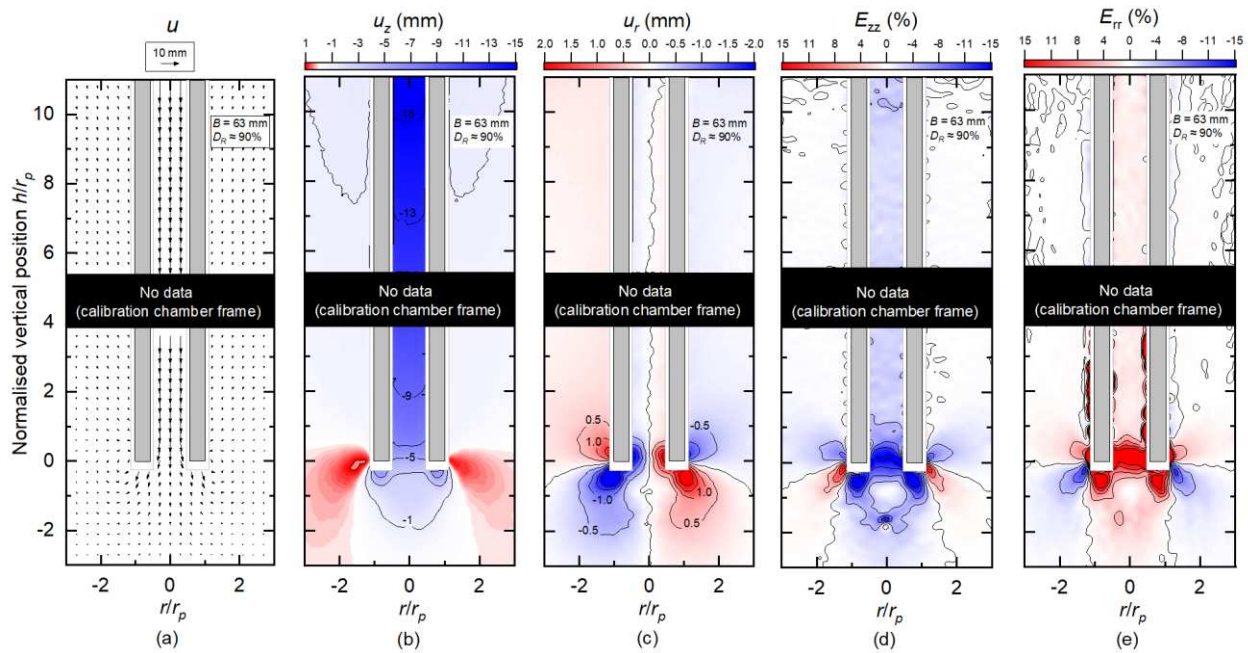 u
10 mm
u_z (mm)
1 -1 -3 -5 -7 -9 -11 -13 -15
u_r (mm)
2.0 1.5 1.0 0.5 0.0 -0.5 -1.0 -1.5 -2.0
E_zz (%)
15 12 8 4 0 -4 -8 -11 -15
E_rr (%)
15 12 8 4 0 -4 -8 -11 -15
Normalised vertical position h/r_p
10
8
6
4
2
0
-2
B = 63 mm
D_R ≈ 90%
No data
(calibration chamber frame)
-2 0 2
r/r_p
(a)
-15
-13
-9
-5
-1
B = 63 mm
D_R ≈ 90%
No data
(calibration chamber frame)
-2 0 2
r/r_p
(b)
B = 63 mm
D_R ≈ 90%
No data
(calibration chamber frame)
0.5 -0.5
1.0
-1.0 1.0
-0.5 0.5
-2 0 2
r/r_p
(c)
B = 63 mm
D_R ≈ 90%
No data
(calibration chamber frame)
-2 0 2
r/r_p
(d)
B = 63 mm
D_R ≈ 90%
No data
(calibration chamber frame)
-2 0 2
r/r_p
(e)